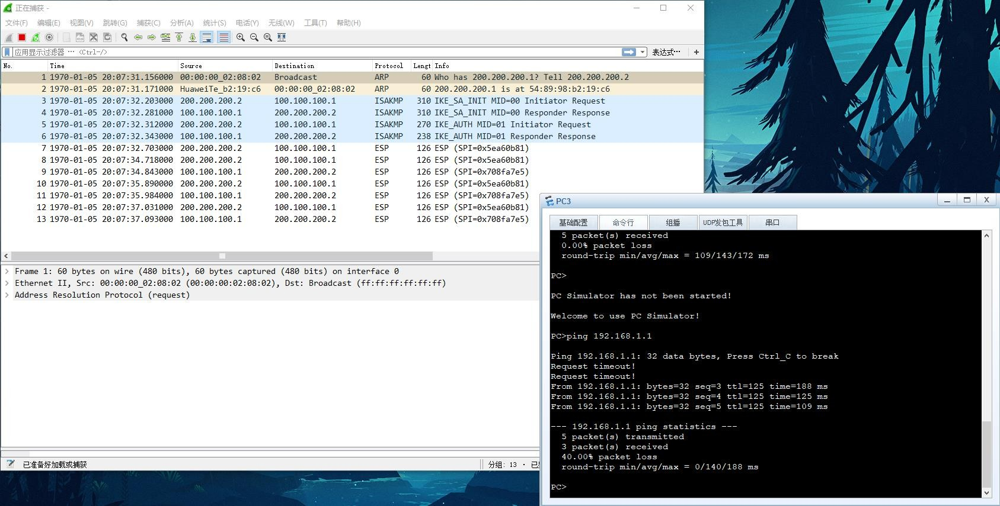 正在捕获 -
文件(F) 编辑(E) 视图(V) 跳转(G) 捕获(C) 分析(A) 统计(S) 电话(Y) 无线(W) 工具(T) 帮助(H)
应用显示过滤器 … <Ctrl-/> 表达式… +
No. Time Source Destination Protocol Lengt Info
1 1970-01-05 20:07:31.156000 00:00:00_02:08:02 Broadcast ARP 60 Who has 200.200.200.1? Tell 200.200.200.2
2 1970-01-05 20:07:31.171000 HuaweiTe_b2:19:c6 00:00:00_02:08:02 ARP 60 200.200.200.1 is at 54:89:98:b2:19:c6
3 1970-01-05 20:07:32.203000 200.200.200.2 100.100.100.1 ISAKMP 310 IKE_SA_INIT MID=00 Initiator Request
4 1970-01-05 20:07:32.281000 100.100.100.1 200.200.200.2 ISAKMP 310 IKE_SA_INIT MID=00 Responder Response
5 1970-01-05 20:07:32.312000 200.200.200.2 100.100.100.1 ISAKMP 270 IKE_AUTH MID=01 Initiator Request
6 1970-01-05 20:07:32.343000 100.100.100.1 200.200.200.2 ISAKMP 238 IKE_AUTH MID=01 Responder Response
7 1970-01-05 20:07:32.703000 200.200.200.2 100.100.100.1 ESP 126 ESP (SPI=0x5ea60b81)
8 1970-01-05 20:07:34.718000 200.200.200.2 100.100.100.1 ESP 126 ESP (SPI=0x5ea60b81)
9 1970-01-05 20:07:34.843000 100.100.100.1 200.200.200.2 ESP 126 ESP (SPI=0x708fa7e5)
10 1970-01-05 20:07:35.890000 200.200.200.2 100.100.100.1 ESP 126 ESP (SPI=0x5ea60b81)
11 1970-01-05 20:07:35.984000 100.100.100.1 200.200.200.2 ESP 126 ESP (SPI=0x708fa7e5)
12 1970-01-05 20:07:37.031000 200.200.200.2 100.100.100.1 ESP 126 ESP (SPI=0x5ea60b81)
13 1970-01-05 20:07:37.093000 100.100.100.1 200.200.200.2 ESP 126 ESP (SPI=0x708fa7e5)
Frame 1: 60 bytes on wire (480 bits), 60 bytes captured (480 bits) on interface 0
Ethernet II, Src: 00:00:00_02:08:02 (00:00:00:02:08:02), Dst: Broadcast (ff:ff:ff:ff:ff:ff)
Address Resolution Protocol (request)
已准备好加载或捕获 分组: 13 ·
PC3
基础配置 命令行 组播 UDP发包工具 串口
5 packet(s) received
0.00% packet loss
round-trip min/avg/max = 109/143/172 ms
PC>
PC Simulator has not been started!
Welcome to use PC Simulator!
PC>ping 192.168.1.1
Ping 192.168.1.1: 32 data bytes, Press Ctrl_C to break
Request timeout!
Request timeout!
From 192.168.1.1: bytes=32 seq=3 ttl=125 time=188 ms
From 192.168.1.1: bytes=32 seq=4 ttl=125 time=125 ms
From 192.168.1.1: bytes=32 seq=5 ttl=125 time=109 ms
--- 192.168.1.1 ping statistics ---
5 packet(s) transmitted
3 packet(s) received
40.00% packet loss
round-trip min/avg/max = 0/140/188 ms
PC>